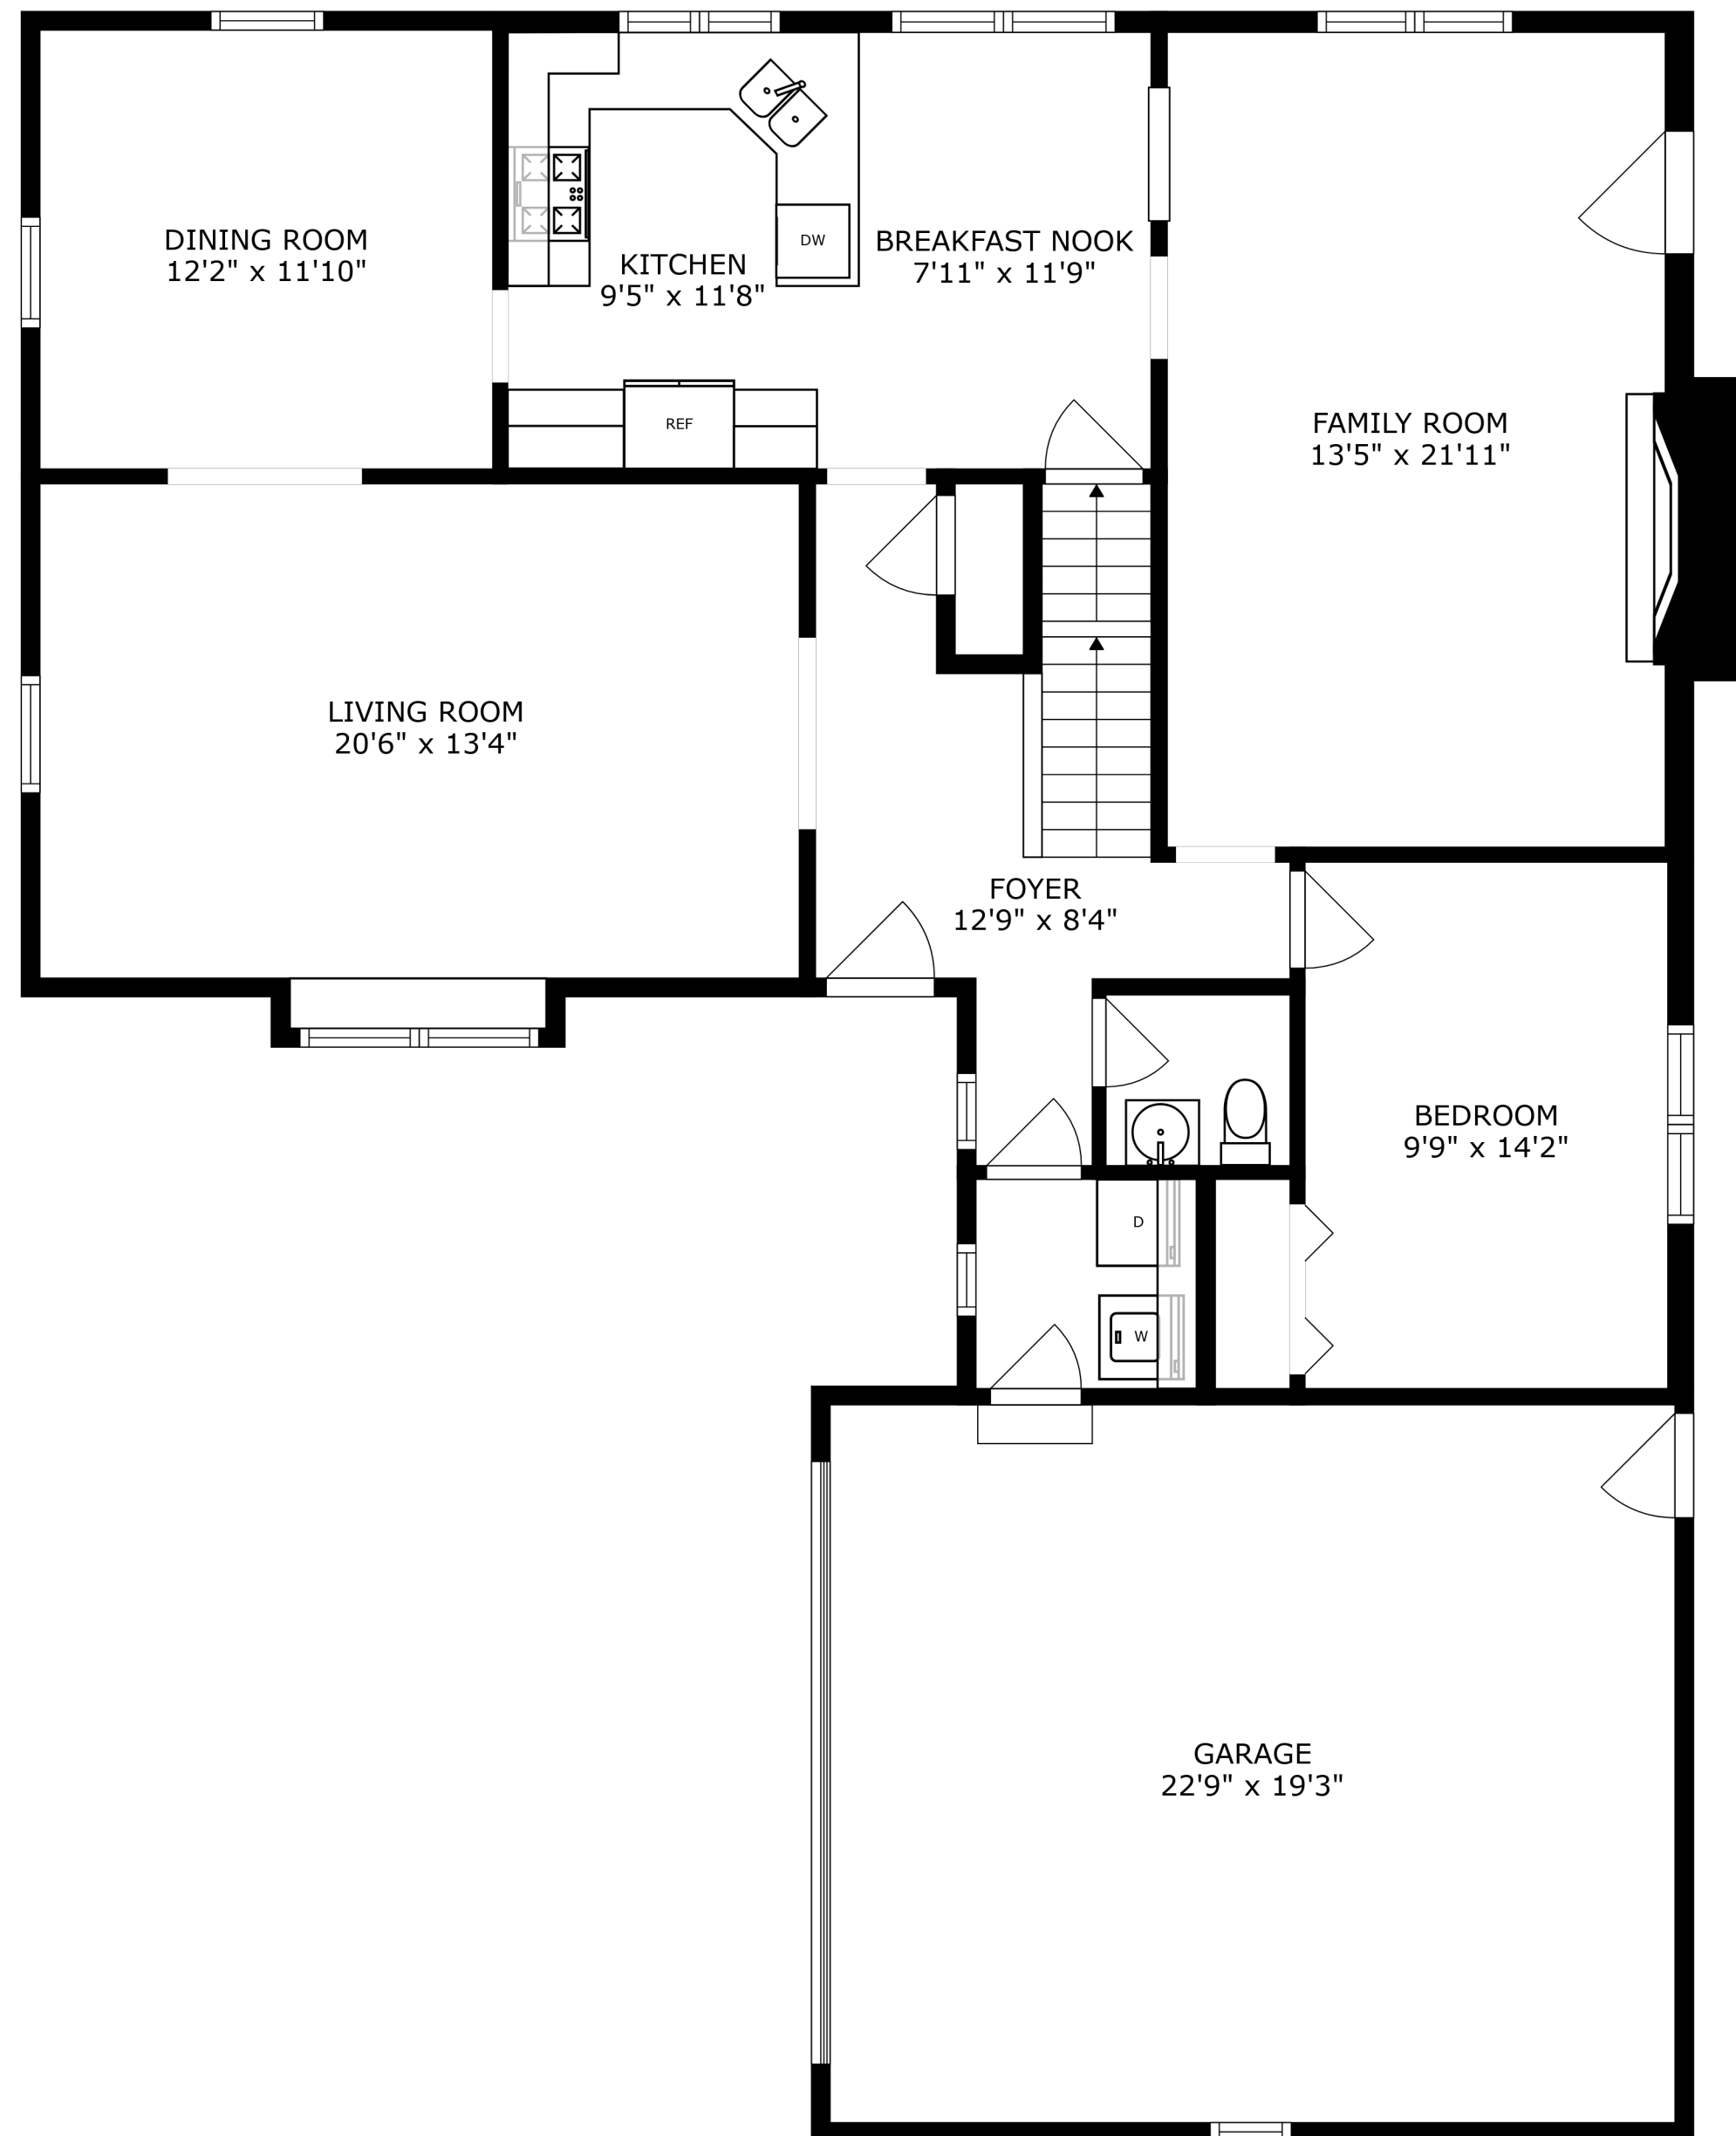 DINING ROOM
12'2" x 11'10"
KITCHEN
9'5" x 11'8"
DW
BREAKFAST NOOK
7'11" x 11'9"
REF
FAMILY ROOM
13'5" x 21'11"
LIVING ROOM
20'6" x 13'4"
FOYER
12'9" x 8'4"
BEDROOM
9'9" x 14'2"
D
W
GARAGE
22'9" x 19'3"